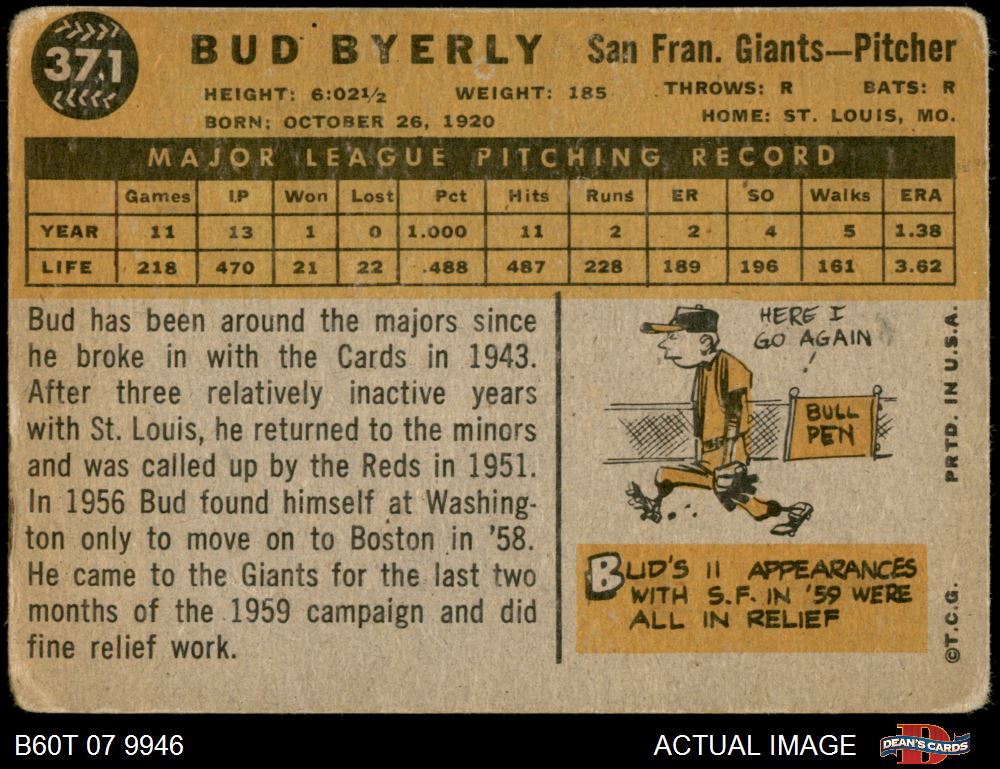 371
BUD BYERLY San Fran. Giants—Pitcher
HEIGHT: 6:02½ WEIGHT: 185 THROWS: R BATS: R
BORN: OCTOBER 26, 1920 HOME: ST. LOUIS, MO.
MAJOR LEAGUE PITCHING RECORD
Games I.P Won Lost Pct Hits Runs ER SO Walks ERA
YEAR 11 13 1 0 1.000 11 2 2 4 5 1.38
LIFE 218 470 21 22 .488 487 228 189 196 161 3.62
Bud has been around the majors since
he broke in with the Cards in 1943.
After three relatively inactive years
with St. Louis, he returned to the minors
and was called up by the Reds in 1951.
In 1956 Bud found himself at Washing-
ton only to move on to Boston in '58.
He came to the Giants for the last two
months of the 1959 campaign and did
fine relief work.
HERE I
GO AGAIN
!
BULL
PEN
BUD'S 11 APPEARANCES
WITH S.F. IN '59 WERE
ALL IN RELIEF
©T.C.G. PRTD. IN U.S.A.
B60T 07 9946 ACTUAL IMAGE
B
DEAN'S CARDS